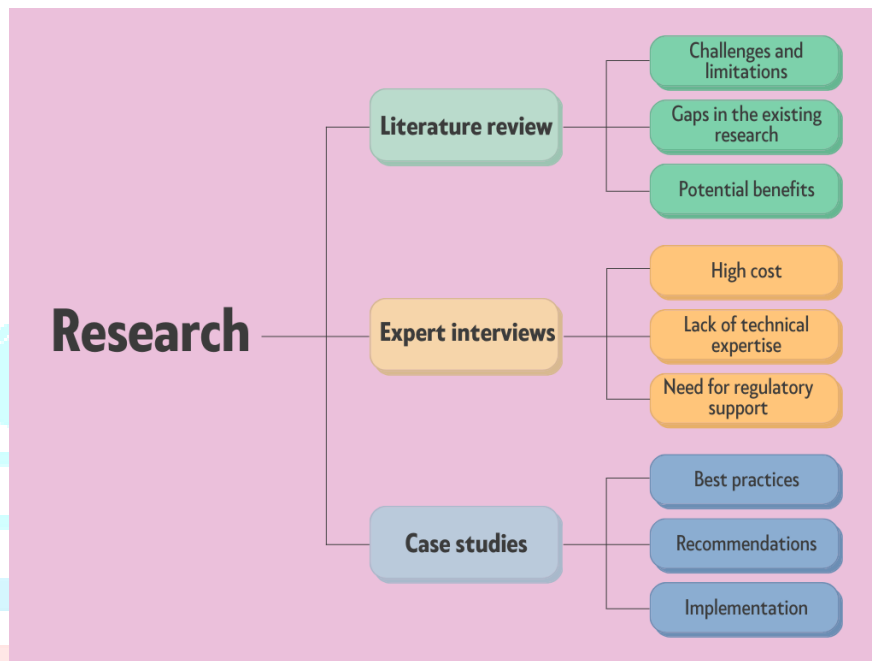 Research
Literature review
Challenges and
limitations
Gaps in the existing
research
Potential benefits
Expert interviews
High cost
Lack of technical
expertise
Need for regulatory
support
Case studies
Best practices
Recommendations
Implementation